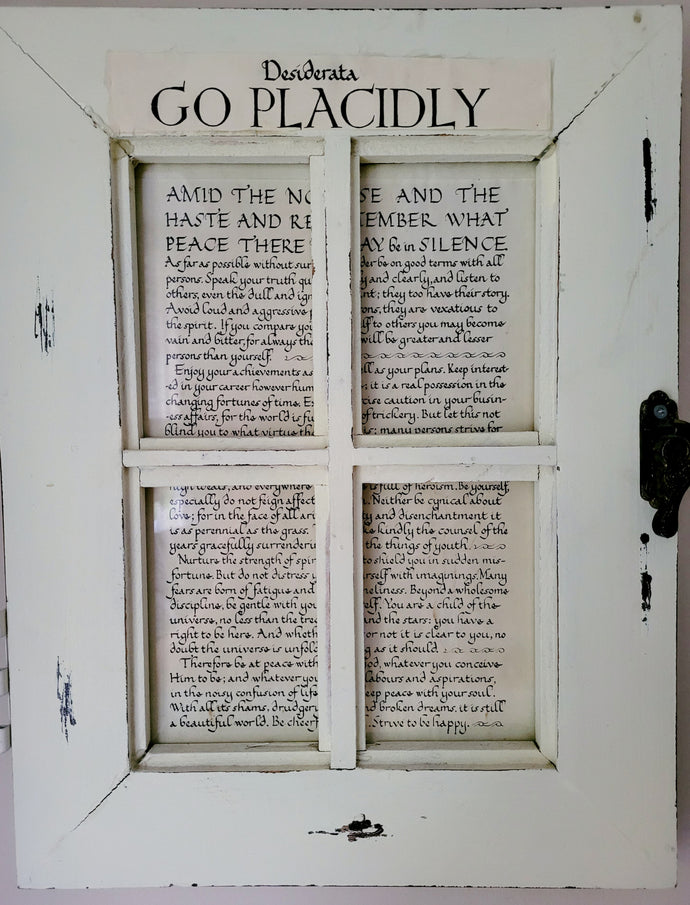 Desiderata
GO PLACIDLY
AMID THE NO SE AND THE
HASTE AND RE EMBER WHAT
PEACE THERE AY be in SILENCE.
As far as possible without sur der be on good terms with all
persons. Speak your truth qu y and clearly, and listen to
others, even the dull and ign nt; they too have their story.
Avoid loud and aggressive p ons, they are vexatious to
the spirit. If you compare you lf to others you may become
vain and bitter, for always the will be greater and lesser
persons than yourself.
Enjoy your achievements as ll as your plans. Keep interest-
-ed in your career however hum ; it is a real possession in the
changing fortunes of time. E cise caution in your busin-
-ess affairs, for the world is fu of trickery. But let this not
blind you to what virtue the is; many persons strive for
high ideals, and everywhere is full of heroism. Be yourself,
especially do not feign affect . Neither be cynical about
love; for in the face of all ari ty and disenchantment it
is as perennial as the grass. e kindly the counsel of the
years gracefully surrenderin the things of youth.
Nurture the strength of spir to shield you in sudden mis-
fortune. But do not distress y rself with imaginings. Many
fears are born of fatigue and neliness. Beyond a wholesome
discipline, be gentle with you elf. You are a child of the
universe, no less than the tree and the stars: you have a
right to be here. And wheth or not it is clear to you, no
doubt the universe is unfold g as it should
Therefore be at peace with od, whatever you conceive
Him to be; and whatever you labours and aspirations,
in the noisy confusion of life eep peace with your soul.
With all its shams, drudgery nd broken dreams, it is still
a beautiful world. Be cheerf . Strive to be happy.